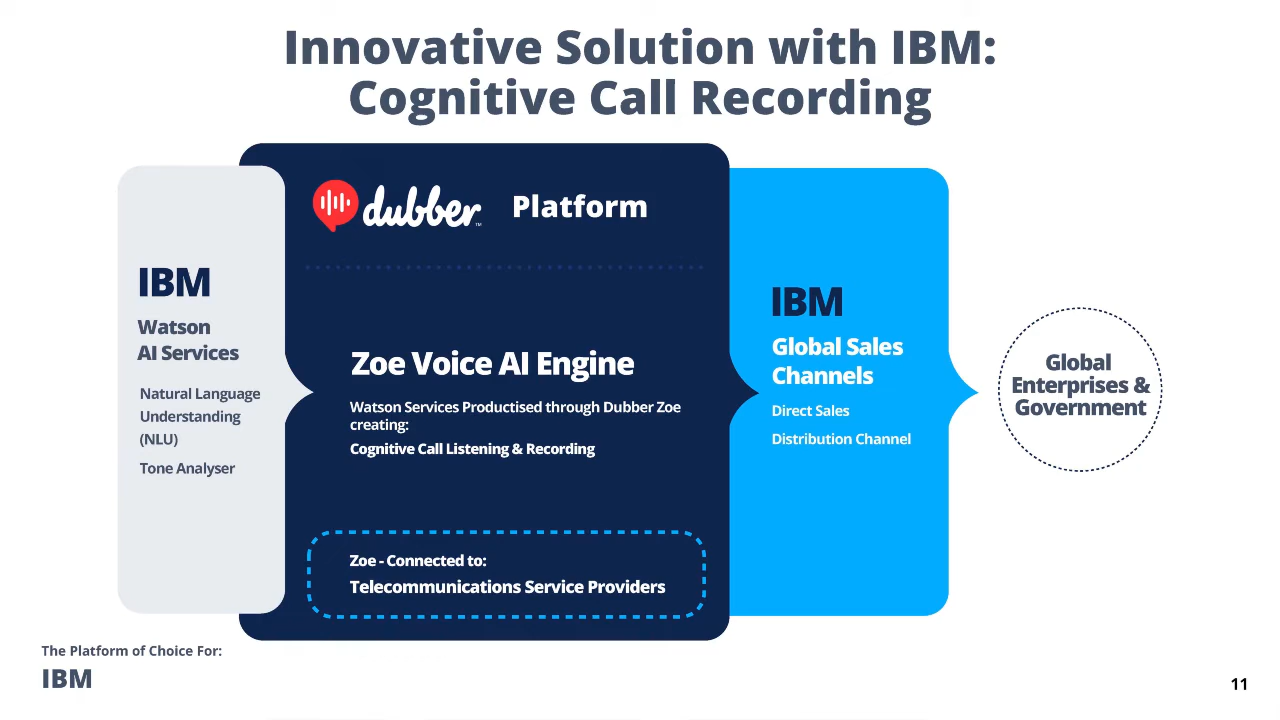 Innovative Solution with IBM:
Cognitive Call Recording
IBM
Watson
AI Services
Natural Language
Understanding
(NLU)
Tone Analyser
dubber™
Platform
Zoe Voice AI Engine
Watson Services Productised through Dubber Zoe
creating:
Cognitive Call Listening & Recording
Zoe - Connected to:
Telecommunications Service Providers
IBM
Global Sales
Channels
Direct Sales
Distribution Channel
Global
Enterprises &
Government
The Platform of Choice For:
IBM
11